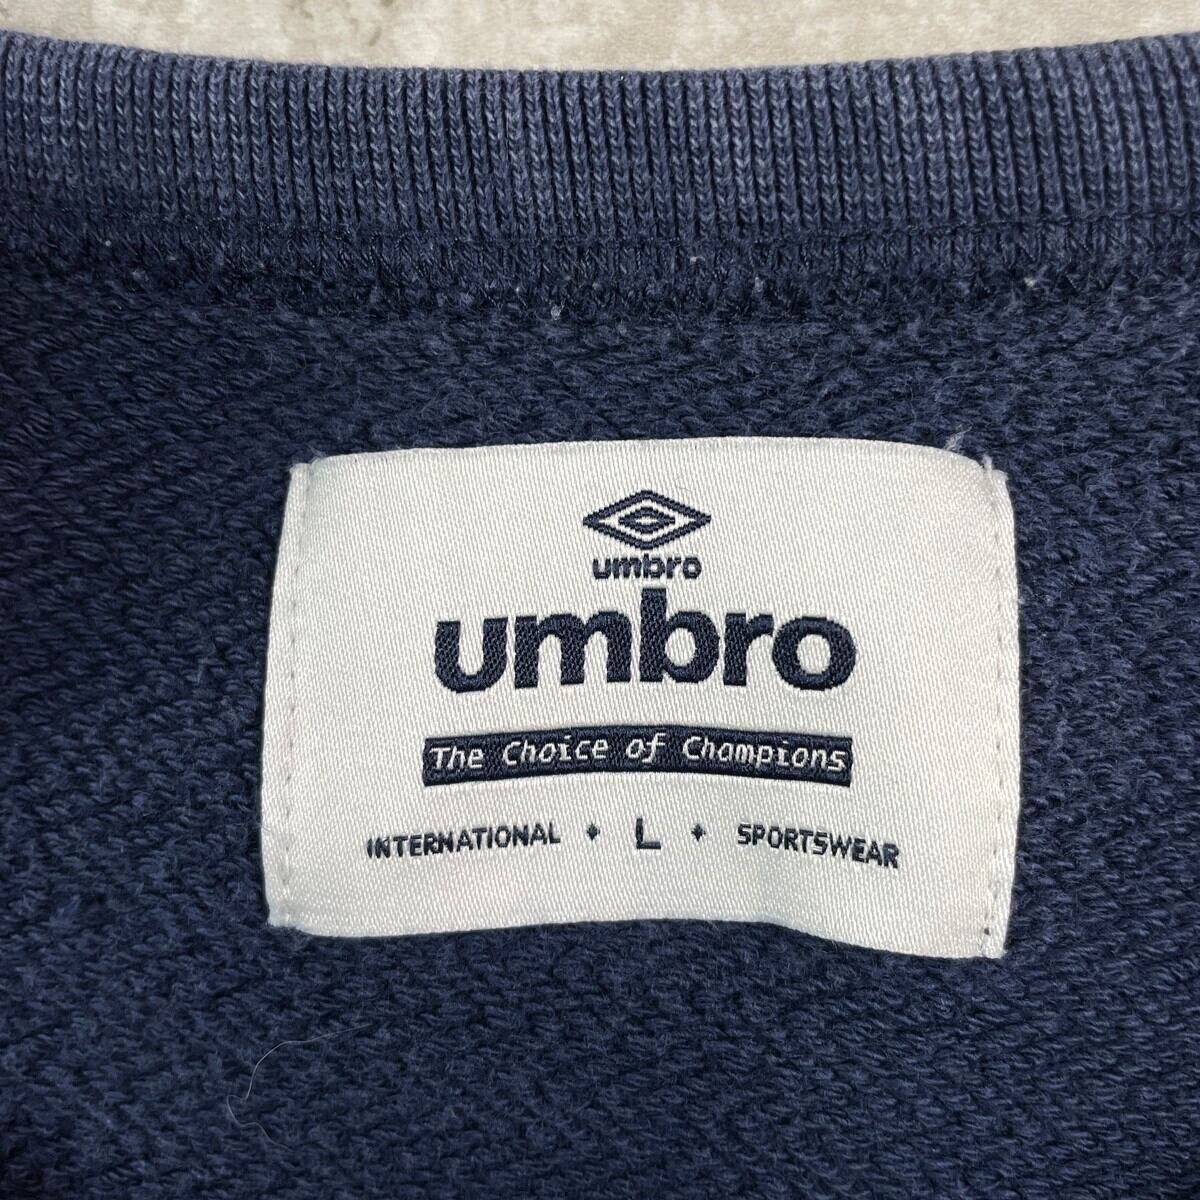 umbro
umbro
The Choice of Champions
INTERNATIONAL • L • SPORTSWEAR